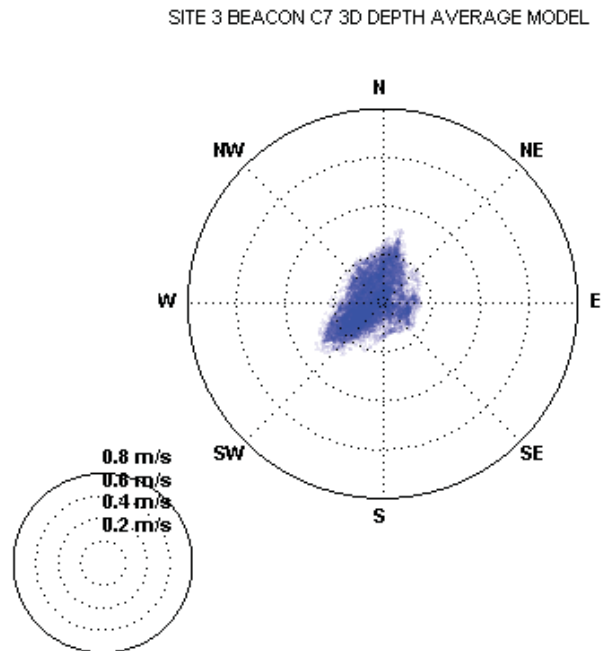 SITE 3 BEACON C7 3D DEPTH AVERAGE MODEL
N
NW
NE
W
E
SW
SE
S
0.8 m/s
0.6 m/s
0.4 m/s
0.2 m/s